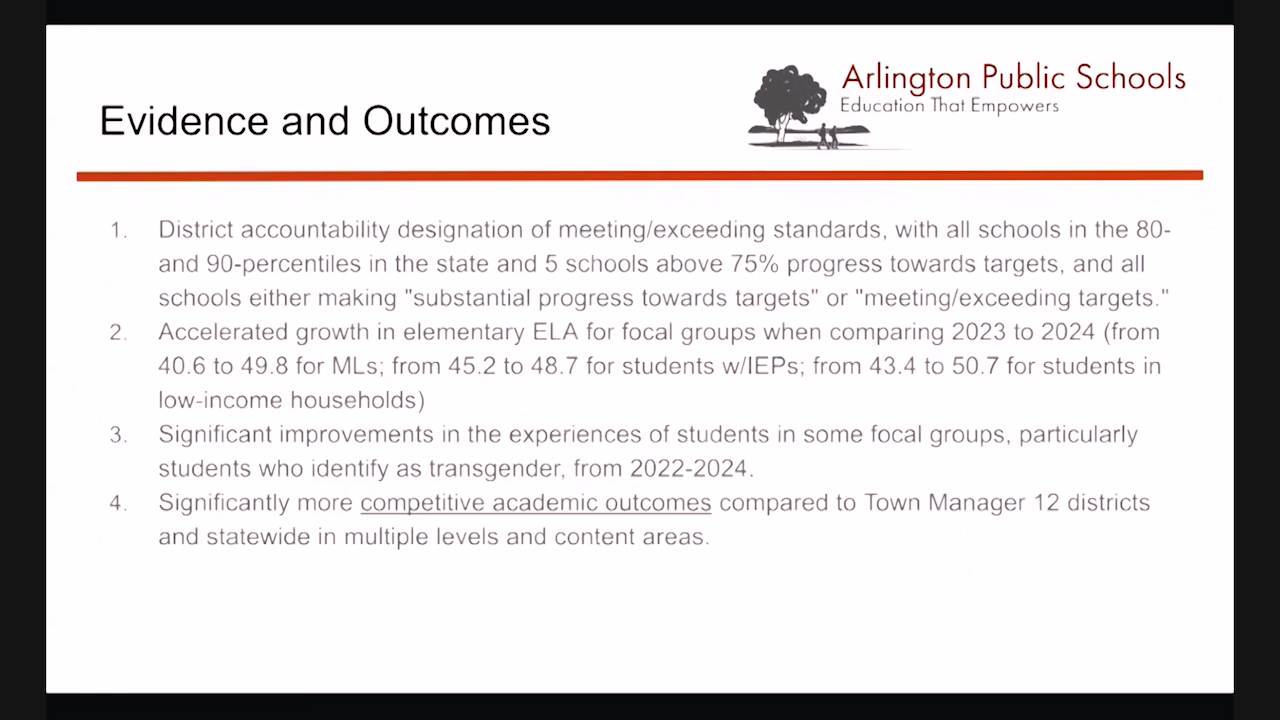 Arlington Public Schools
Education That Empowers
Evidence and Outcomes
1. District accountability designation of meeting/exceeding standards, with all schools in the 80-
and 90-percentiles in the state and 5 schools above 75% progress towards targets, and all
schools either making "substantial progress towards targets" or "meeting/exceeding targets."
2. Accelerated growth in elementary ELA for focal groups when comparing 2023 to 2024 (from
40.6 to 49.8 for MLs; from 45.2 to 48.7 for students w/IEPs; from 43.4 to 50.7 for students in
low-income households)
3. Significant improvements in the experiences of students in some focal groups, particularly
students who identify as transgender, from 2022-2024.
4. Significantly more competitive academic outcomes compared to Town Manager 12 districts
and statewide in multiple levels and content areas.